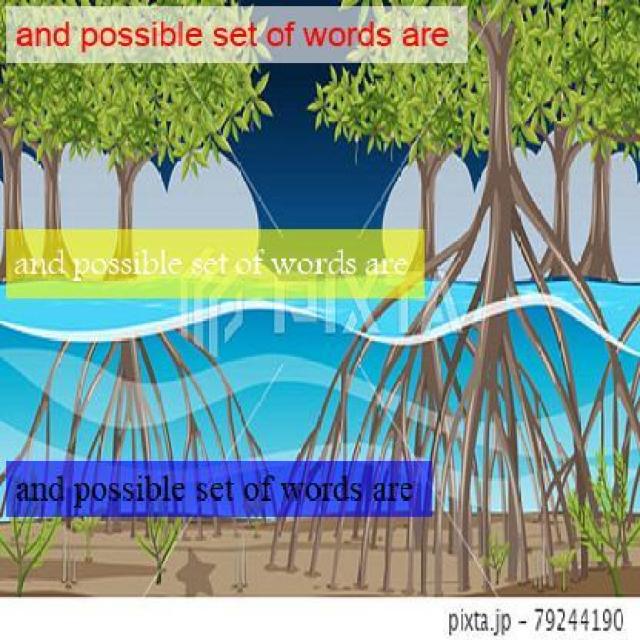 and possible set of words are
and possible set of words are
PIXTA
and possible set of words are
pixta.jp - 79244190